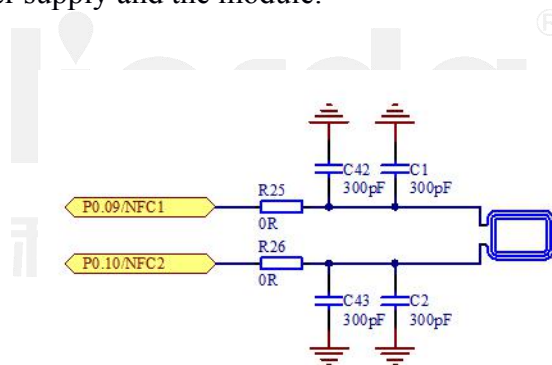 er supply and the module.
®
C42
300pF
C1
300pF
R25
P0.09/NFC1
0R
R26
P0.10/NFC2
0R
C43
300pF
C2
300pF